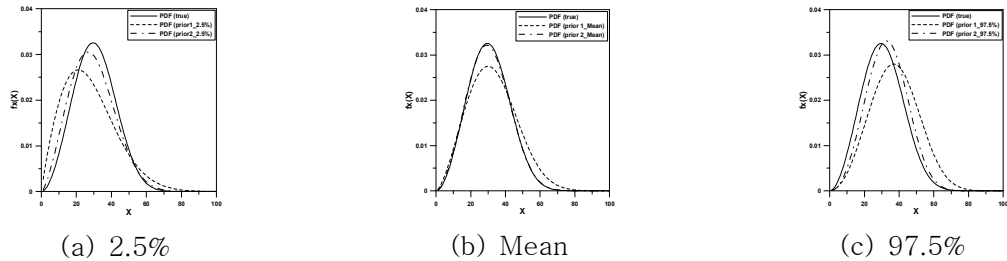 PDF (true)
PDF (prior1_2.5%)
PDF (prior2_2.5%)
0.04
0.03
0.02
0.01
0
fx(X)
0 20 40 60 80 100
X
(a) 2.5%
PDF (true)
PDF (prior 1_Mean)
PDF (prior 2_Mean)
0.04
0.03
0.02
0.01
0
fx(X)
0 20 40 60 80 100
X
(b) Mean
PDF (true)
PDF (prior 1_97.5%)
PDF (prior 2_97.5%)
0.04
0.03
0.02
0.01
0
fx(X)
0 20 40 60 80 100
X
(c) 97.5%